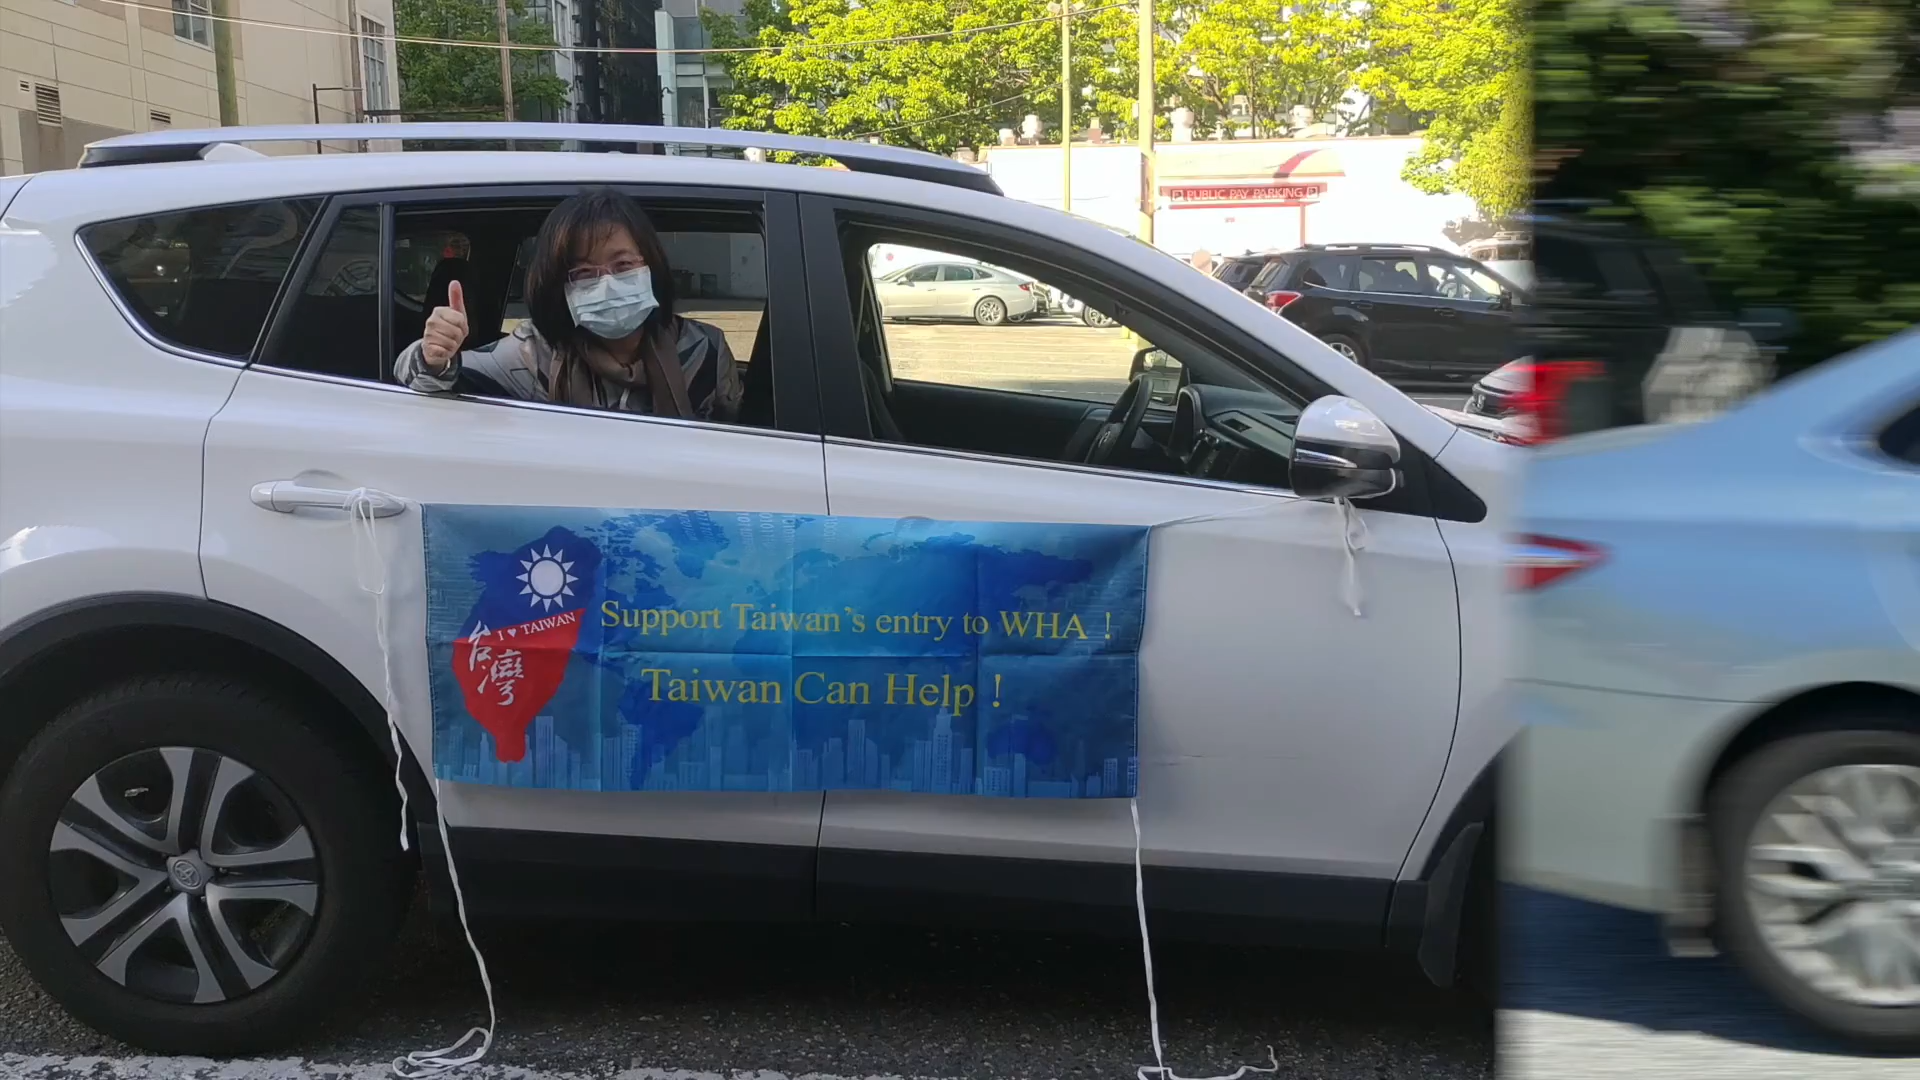 PUBLIC PAY PARKING
I ♥ TAIWAN
台灣
Support Taiwan's entry to WHA !
Taiwan Can Help !